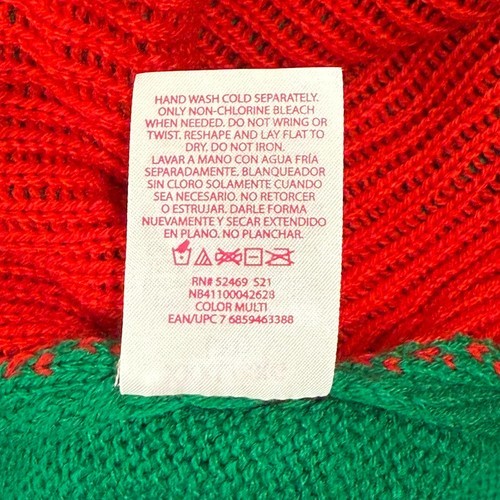 HAND WASH COLD SEPARATELY.
ONLY NON-CHLORINE BLEACH
WHEN NEEDED. DO NOT WRING OR
TWIST. RESHAPE AND LAY FLAT TO
DRY. DO NOT IRON.
LAVAR A MANO CON AGUA FRÍA
SEPARADAMENTE. BLANQUEADOR
SIN CLORO SOLAMENTE CUANDO
SEA NECESARIO. NO RETORCER
O ESTRUJAR. DARLE FORMA
NUEVAMENTE Y SECAR EXTENDIDO
EN PLANO. NO PLANCHAR.
RN# 52469 S21
NB41100042628
COLOR MULTI
EAN/UPC 7 6859463388